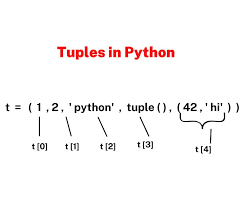 Tuples in Python
t = ( 1 , 2 , 'python' , tuple ( ) , ( 42 , 'hi' ) )
t [0] t [1] t [2] t [3] t [4]